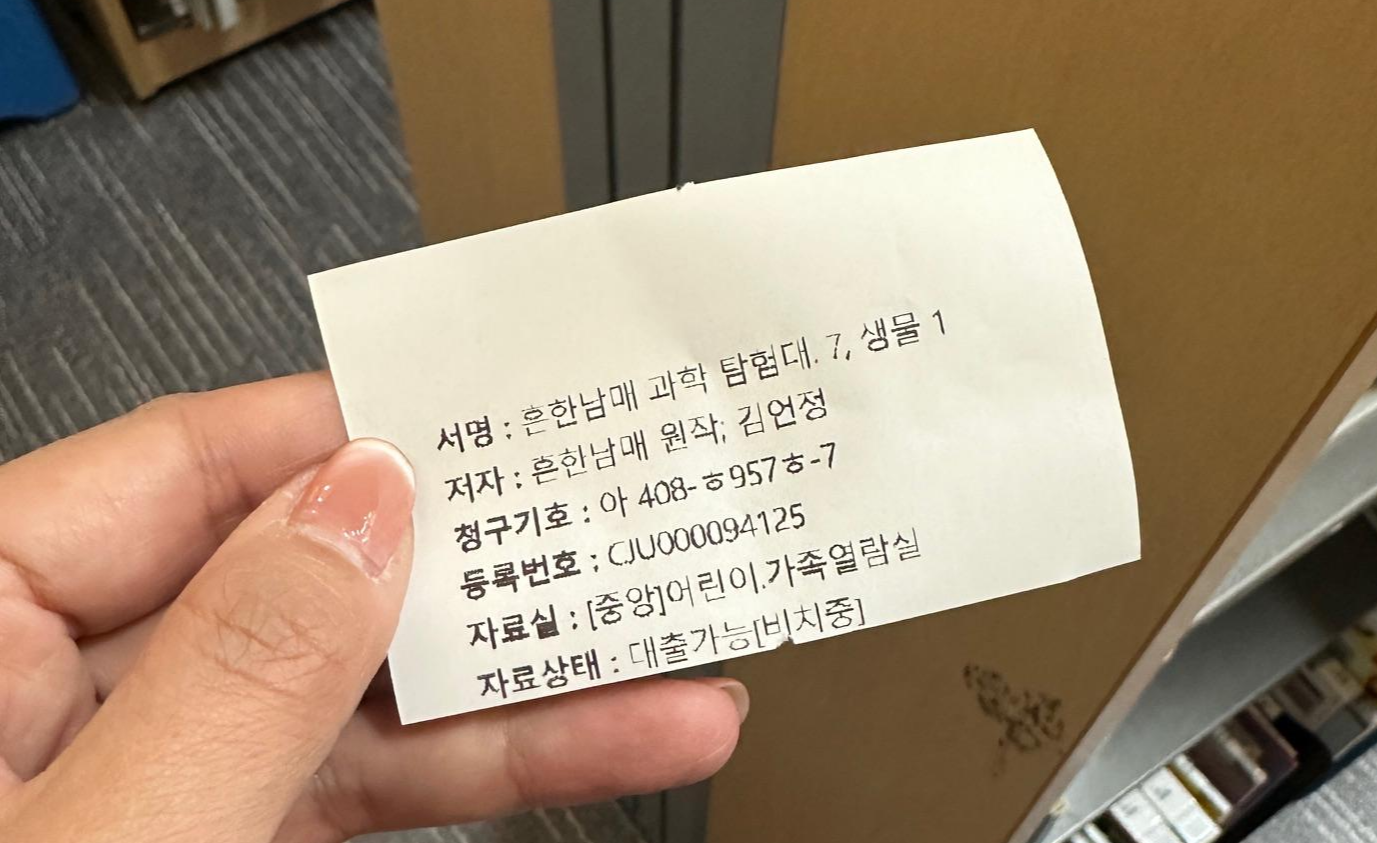 서명 : 흔한남매 과학 탐험대. 7, 생물 1
저자 : 흔한남매 원작; 김언정
청구기호 : 아 408-ㅎ957ㅎ-7
등록번호 : CJU000094125
자료실 : [중앙]어린이.가족열람실
자료상태 : 대출가능[비치중]